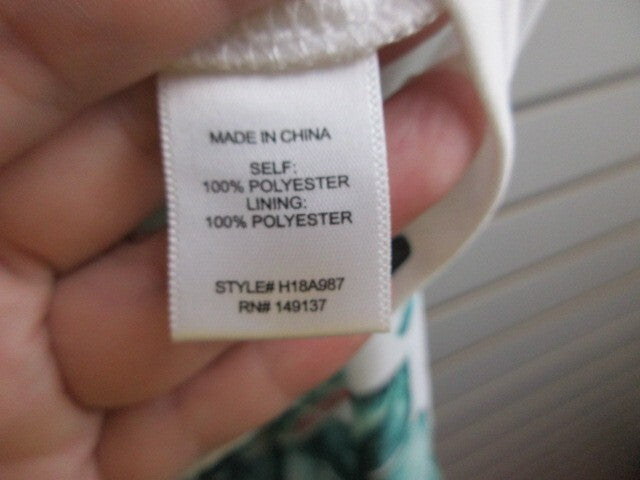 MADE IN CHINA
SELF:
100% POLYESTER
LINING:
100% POLYESTER
STYLE# H18A987
RN# 149137